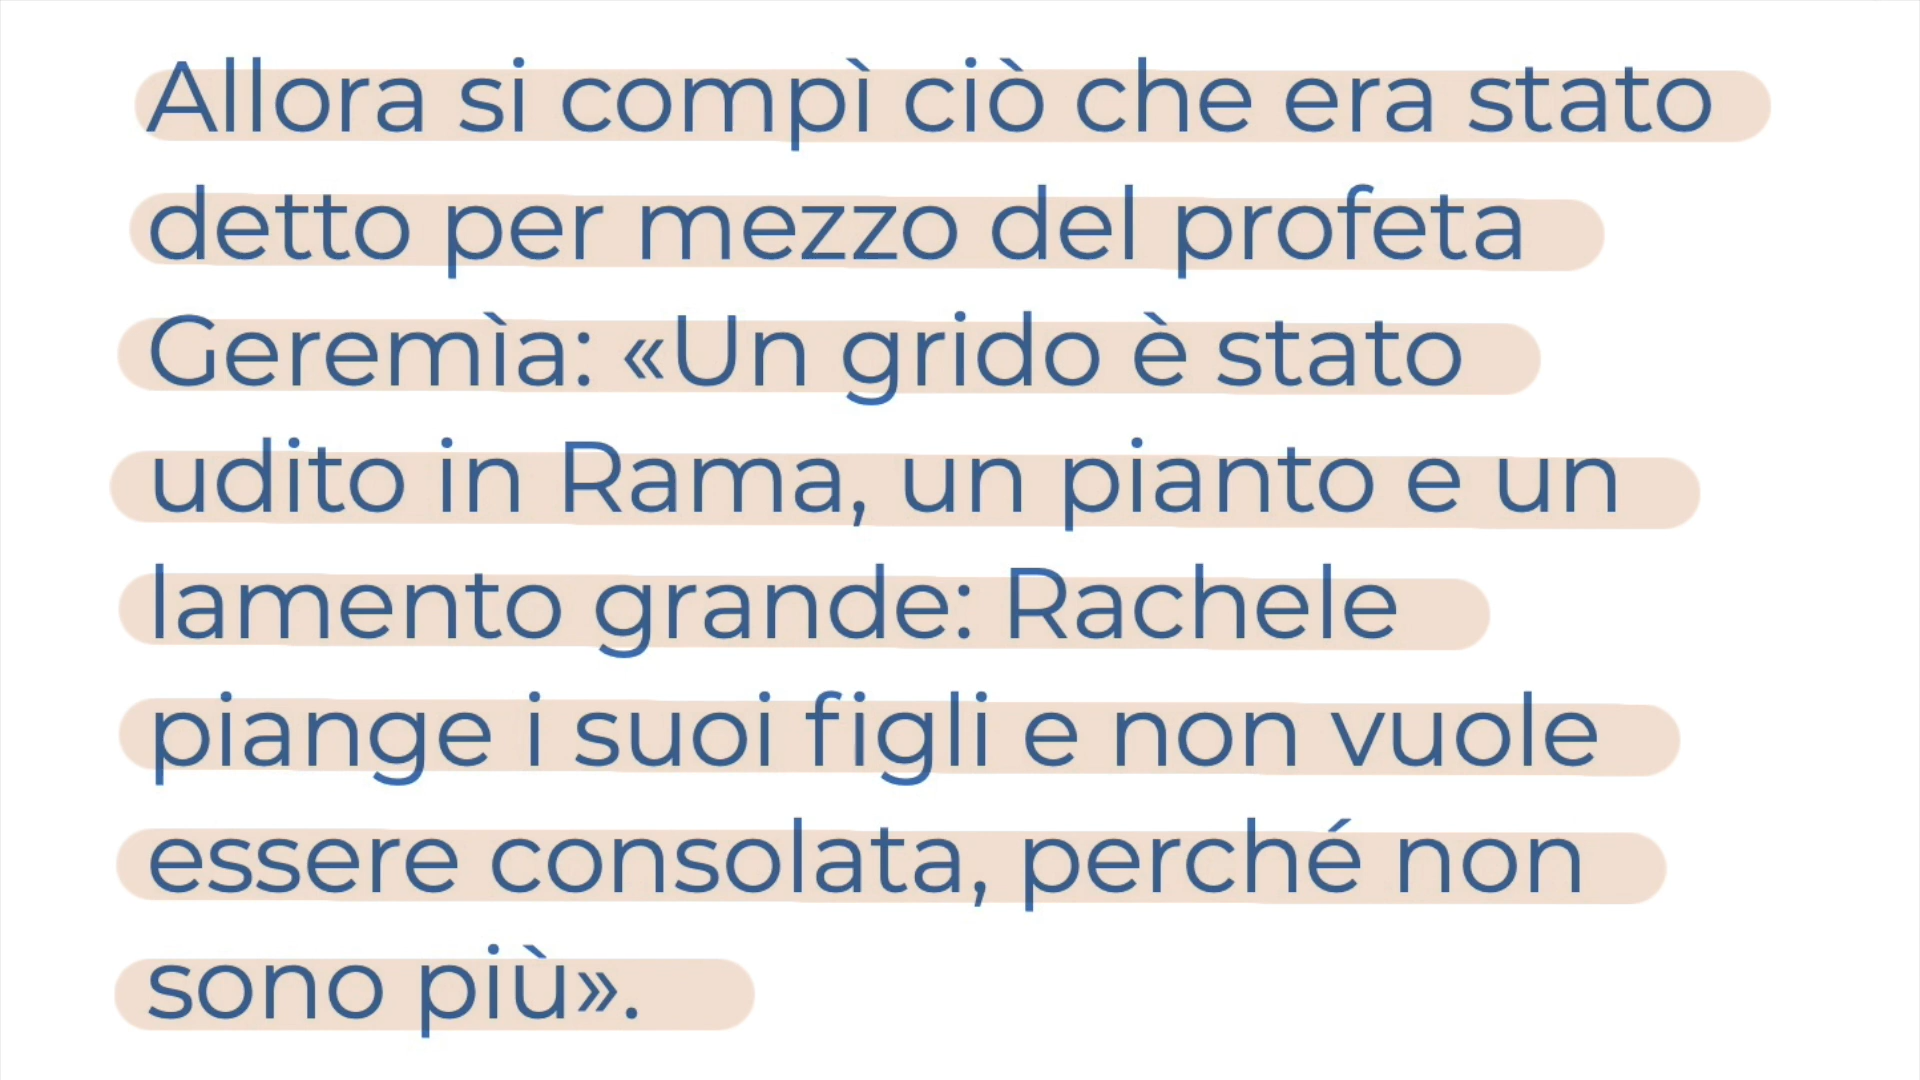 Allora si compì ciò che era stato
detto per mezzo del profeta
Geremìa: «Un grido è stato
udito in Rama, un pianto e un
lamento grande: Rachele
piange i suoi figli e non vuole
essere consolata, perché non
sono più».